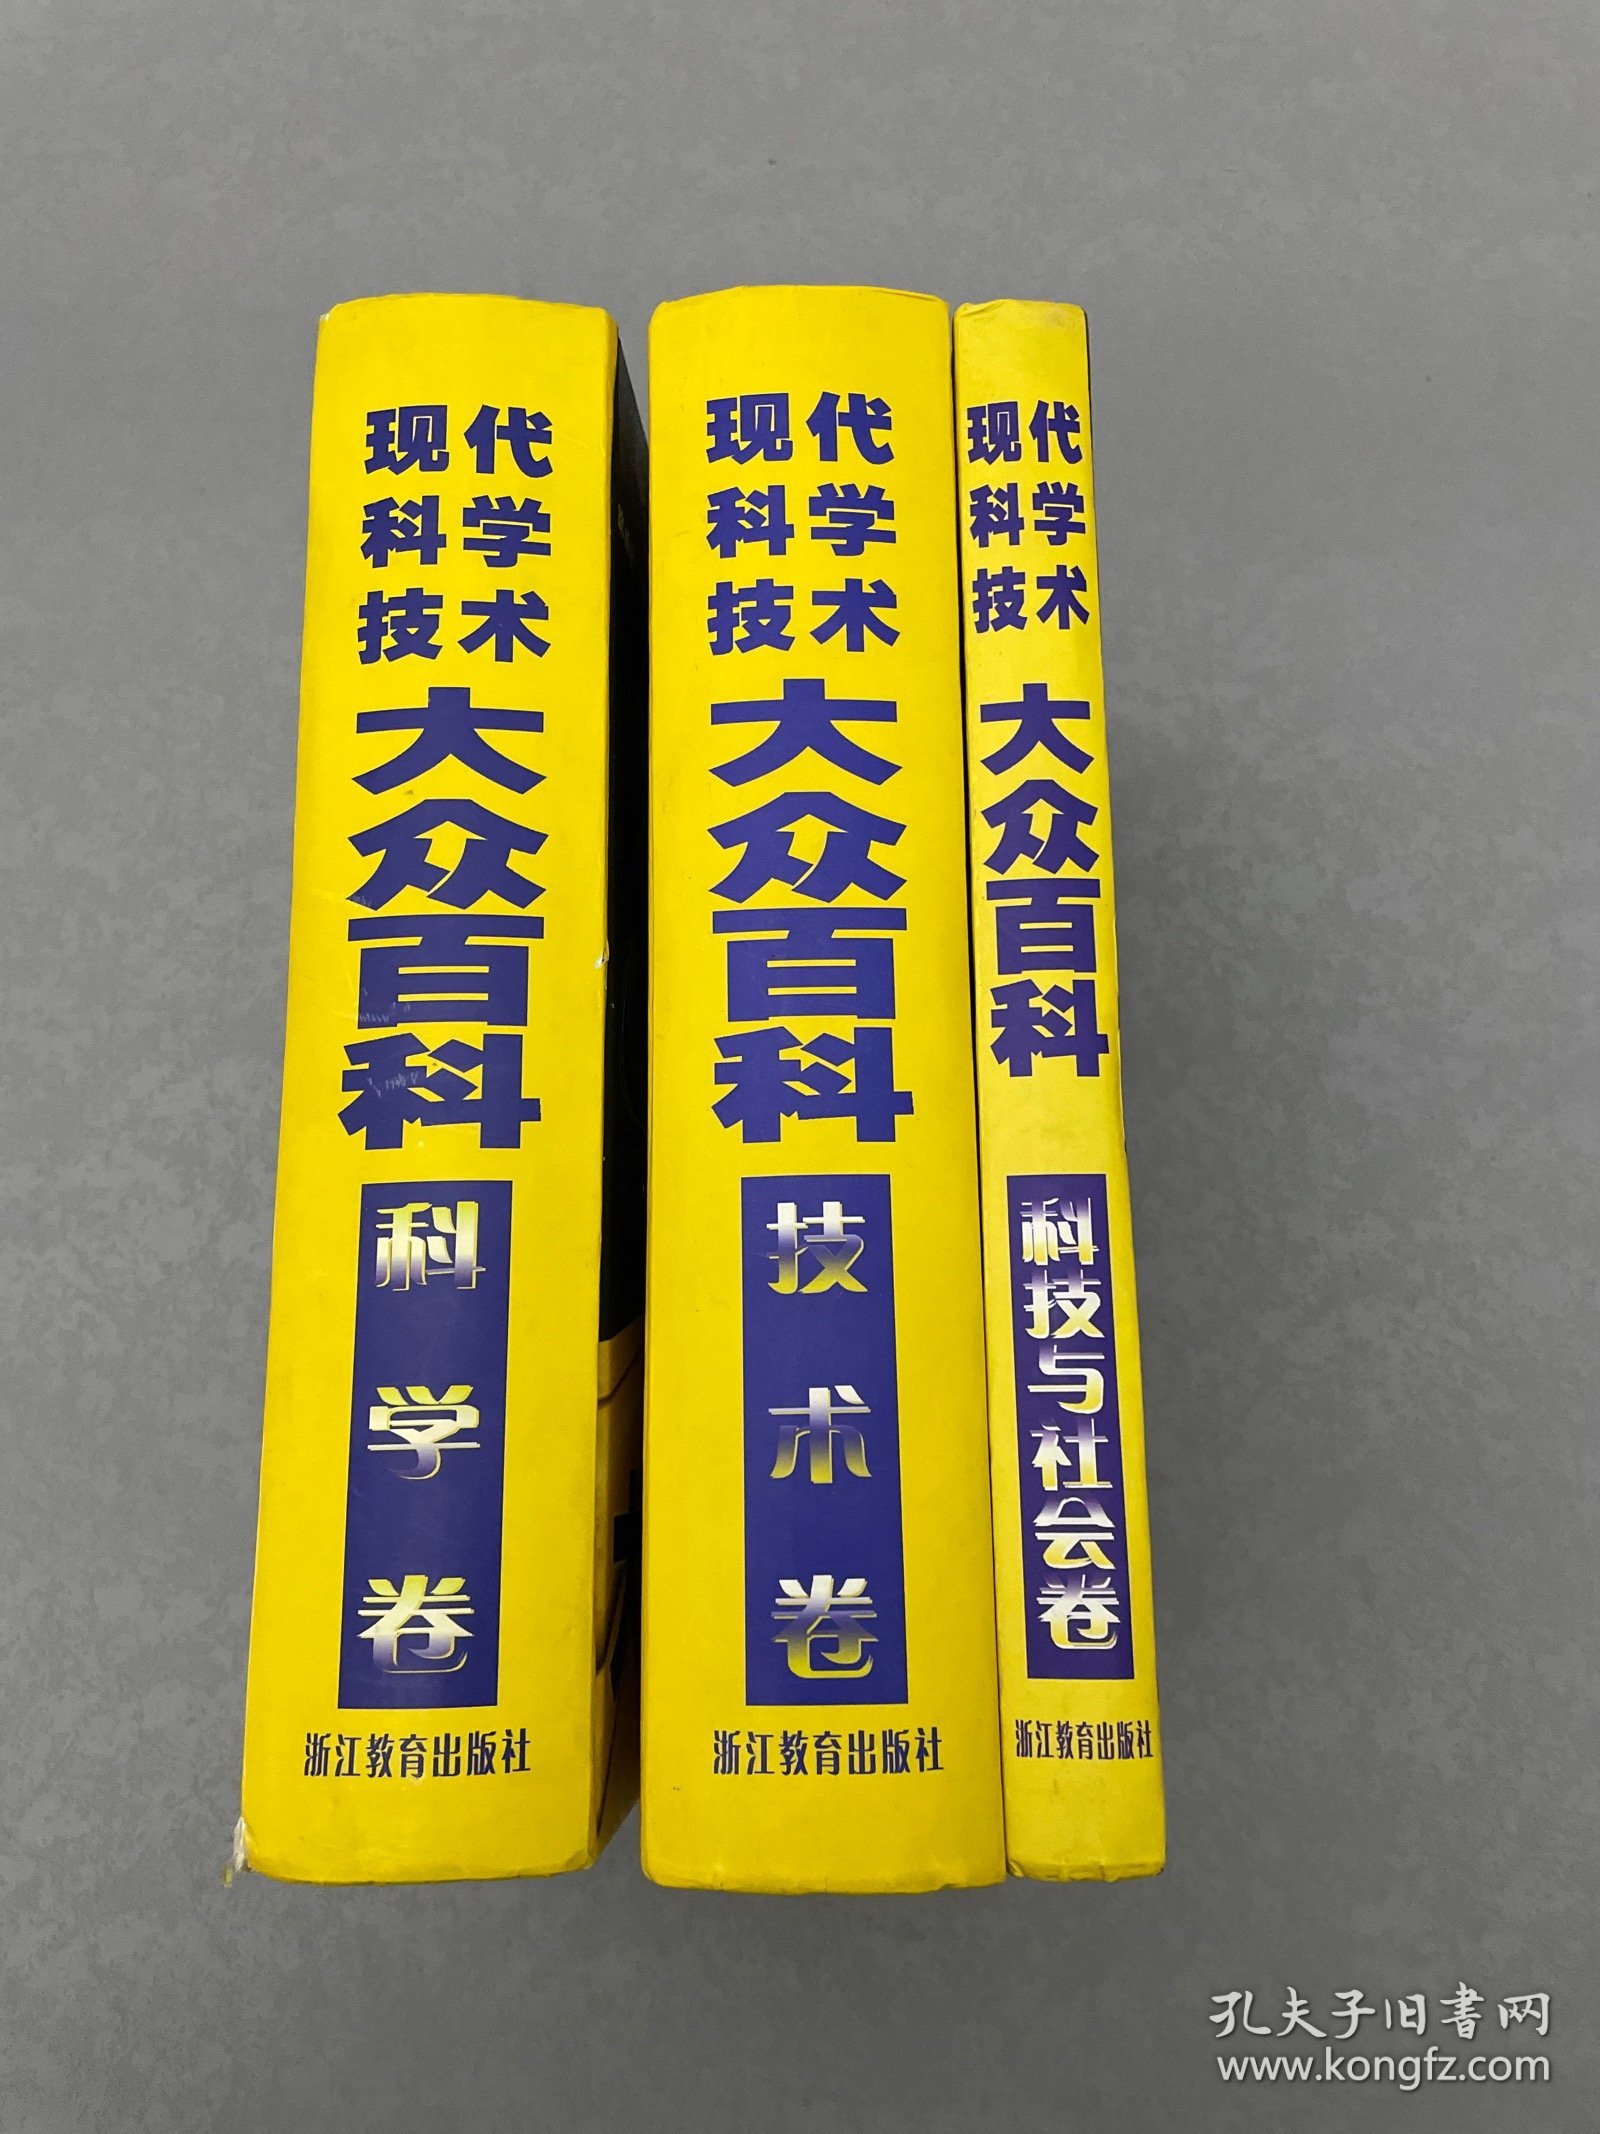 现代
科学
技术
大众百科
科学卷
浙江教育出版社
现代
科学
技术
大众百科
技术卷
浙江教育出版社
现代
科学
技术
大众百科
科技与社会卷
浙江教育出版社
孔夫子旧書网
www.kongfz.com